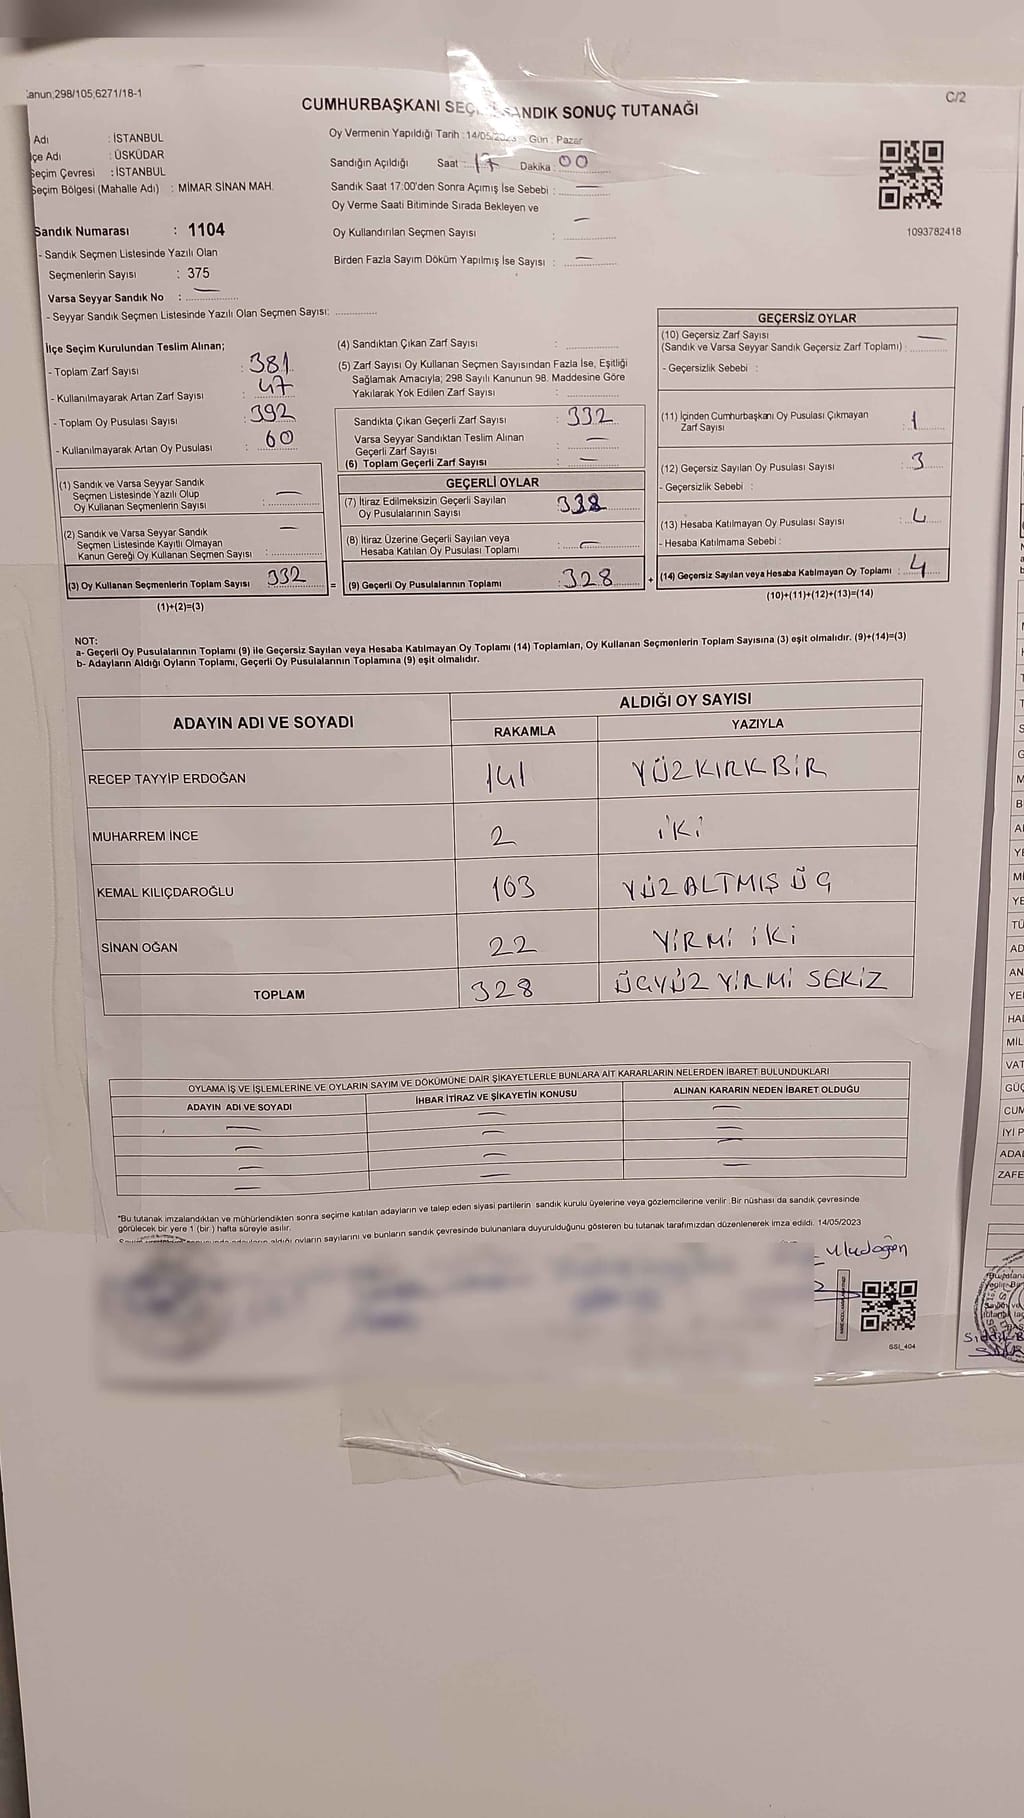 anun;298/105,6271/18-1
C/2
CUMHURBAŞKANI SEÇ SANDIK SONUÇ TUTANAĞI
Adı : İSTANBUL
lçe Adı : ÜSKÜDAR
Seçim Çevresi : İSTANBUL
Seçim Bölgesi (Mahalle Adı) : MİMAR SİNAN MAH.
Oy Vermenin Yapıldığı Tarih : 14/05/2023 Gün : Pazar
Sandığın Açıldığı Saat : 17 Dakika : 00
Sandık Saat 17:00'den Sonra Açımış İse Sebebi : —
Oy Verme Saati Bitiminde Sırada Bekleyen ve
Oy Kullandırılan Seçmen Sayısı : —
Birden Fazla Sayım Döküm Yapılmış İse Sayısı : —
1093782418
Sandık Numarası : 1104
- Sandık Seçmen Listesinde Yazılı Olan
Seçmenlerin Sayısı : 375
Varsa Seyyar Sandık No : —
- Seyyar Sandık Seçmen Listesinde Yazılı Olan Seçmen Sayısı:
İlçe Seçim Kurulundan Teslim Alınan;
- Toplam Zarf Sayısı : 381
- Kullanılmayarak Artan Zarf Sayısı : 47
- Toplam Oy Pusulası Sayısı : 392
- Kullanılmayarak Artan Oy Pusulası : 60
(1) Sandık ve Varsa Seyyar Sandık
Seçmen Listesinde Yazılı Olup
Oy Kullanan Seçmenlerin Sayısı : —
(2) Sandık ve Varsa Seyyar Sandık
Seçmen Listesinde Kayıtlı Olmayan
Kanun Gereği Oy Kullanan Seçmen Sayısı : —
(3) Oy Kullanan Seçmenlerin Toplam Sayısı : 332 =
(1)+(2)=(3)
(4) Sandıktan Çıkan Zarf Sayısı :
(5) Zarf Sayısı Oy Kullanan Seçmen Sayısından Fazla İse, Eşitliği
Sağlamak Amacıyla; 298 Sayılı Kanunun 98. Maddesine Göre
Yakılarak Yok Edilen Zarf Sayısı :
Sandıkta Çıkan Geçerli Zarf Sayısı : 332
Varsa Seyyar Sandıktan Teslim Alınan
Geçerli Zarf Sayısı : —
(6) Toplam Geçerli Zarf Sayısı : —
GEÇERLİ OYLAR
(7) İtiraz Edilmeksizin Geçerli Sayılan
Oy Pusulalarının Sayısı : 328
(8) İtiraz Üzerine Geçerli Sayılan veya
Hesaba Katılan Oy Pusulası Toplamı : —
(9) Geçerli Oy Pusulalarının Toplamı : 328 +
GEÇERSİZ OYLAR
(10) Geçersiz Zarf Sayısı
(Sandık ve Varsa Seyyar Sandık Geçersiz Zarf Toplamı) : —
- Geçersizlik Sebebi :
(11) İçinden Cumhurbaşkanı Oy Pusulası Çıkmayan
Zarf Sayısı : 1
(12) Geçersiz Sayılan Oy Pusulası Sayısı : 3
- Geçersizlik Sebebi :
(13) Hesaba Katılmayan Oy Pusulası Sayısı : 4
- Hesaba Katılmama Sebebi :
(14) Geçersiz Sayılan veya Hesaba Katılmayan Oy Toplamı : 4
(10)+(11)+(12)+(13)=(14)
NOT:
a- Geçerli Oy Pusulalarının Toplamı (9) ile Geçersiz Sayılan veya Hesaba Katılmayan Oy Toplamı (14) Toplamları, Oy Kullanan Seçmenlerin Toplam Sayısına (3) eşit olmalıdır. (9)+(14)=(3)
b- Adayların Aldığı Oyların Toplamı, Geçerli Oy Pusulalarının Toplamına (9) eşit olmalıdır.
ADAYIN ADI VE SOYADI
ALDIĞI OY SAYISI
RAKAMLA YAZIYLA
RECEP TAYYİP ERDOĞAN 141 YÜZKIRKBİR
MUHARREM İNCE 2 İKİ
KEMAL KILIÇDAROĞLU 163 YÜZALTMIŞ ÜÇ
SİNAN OĞAN 22 YİRMİ İKİ
TOPLAM 328 ÜÇYÜZ YİRMİ SEKİZ
OYLAMA İŞ VE İŞLEMLERİNE VE OYLARIN SAYIM VE DÖKÜMÜNE DAİR ŞİKAYETLERLE BUNLARA AİT KARARLARIN NELERDEN İBARET BULUNDUKLARI
ADAYIN ADI VE SOYADI İHBAR İTİRAZ VE ŞİKAYETİN KONUSU ALINAN KARARIN NEDEN İBARET OLDUĞU
— — —
— — —
— — —
— — —
"Bu tutanak imzalandıktan ve mühürlendikten sonra seçime katılan adayların ve talep eden siyasi partilerin sandık kurulu üyelerine veya gözlemcilerine verilir. Bir nüshası da sandık çevresinde
görülecek bir yere 1 (bir) hafta süreyle asılır.
aldığı oyların sayılarını ve bunların sandık çevresinde bulunanlara duyurulduğunu gösteren bu tutanak tarafımızdan düzenlenerek imza edildi. 14/05/2023
Uludoğan
SSI_404